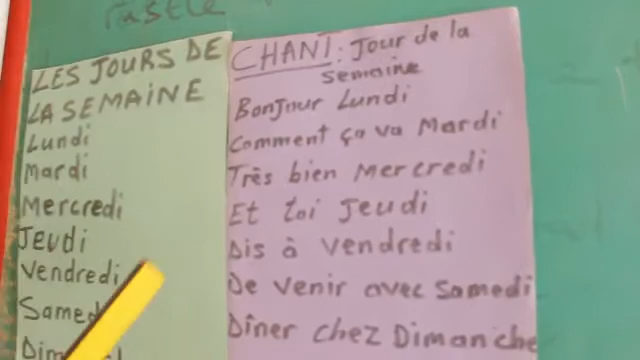 LES JOURS DE
LA SEMAINE
Lundi
Mardi
Mercredi
Jeudi
Vendredi
CHANT: Jour de la
semaine
Bonjour Lundi
Comment ça va Mardi
Très bien Mercredi
Et toi Jeudi
Dis à Vendredi
De venir avec Samedi
Dîner chez Dimanche